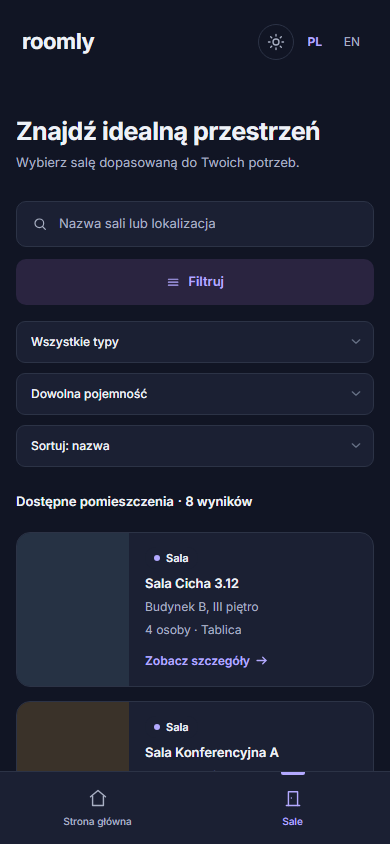 roomly
PL
EN
Znajdź idealną przestrzeń
Wybierz salę dopasowaną do Twoich potrzeb.
Nazwa sali lub lokalizacja
Filtruj
Wszystkie typy
Dowolna pojemność
Sortuj: nazwa
Dostępne pomieszczenia · 8 wyników
Sala
Sala Cicha 3.12
Budynek B, III piętro
4 osoby · Tablica
Zobacz szczegóły →
Sala
Sala Konferencyjna A
Strona główna
Sale